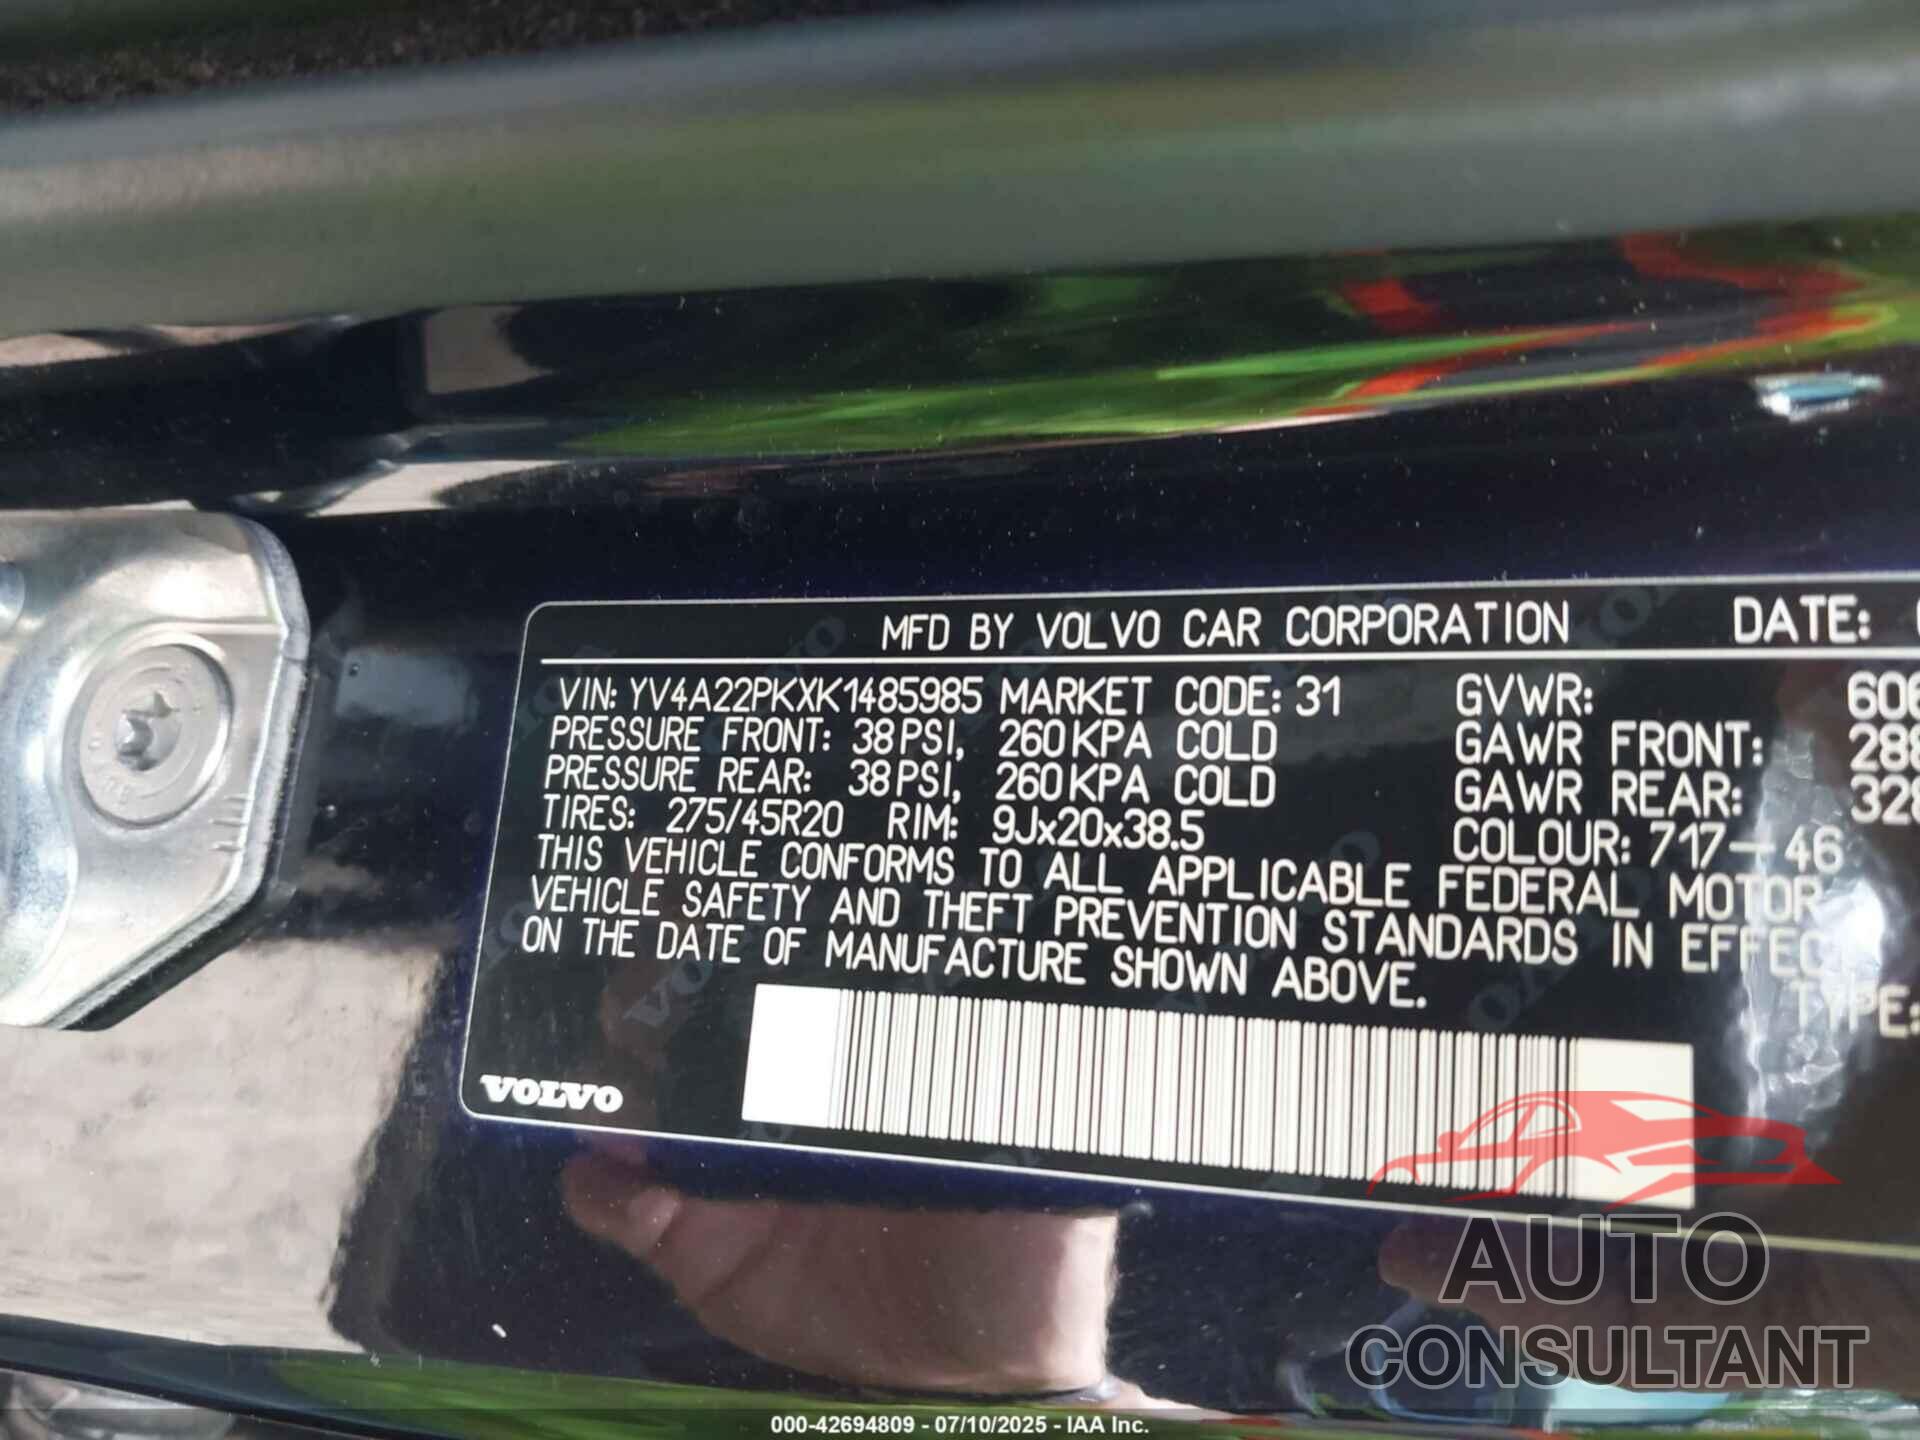 MFD BY VOLVO CAR CORPORATION DATE:
VIN: YV4A22PKXK1485985 MARKET CODE: 31 GVWR:
PRESSURE FRONT: 38 PSI, 260 KPA COLD GAWR FRONT:
PRESSURE REAR: 38 PSI, 260 KPA COLD GAWR REAR:
TIRES: 275/45R20 RIM: 9Jx20x38.5 COLOUR: 717-46
THIS VEHICLE CONFORMS TO ALL APPLICABLE FEDERAL MOTOR
VEHICLE SAFETY AND THEFT PREVENTION STANDARDS IN EFFECT
ON THE DATE OF MANUFACTURE SHOWN ABOVE.
TYPE:
VOLVO
AUTO
CONSULTANT
000-42694809 - 07/10/2025 - IAA Inc.